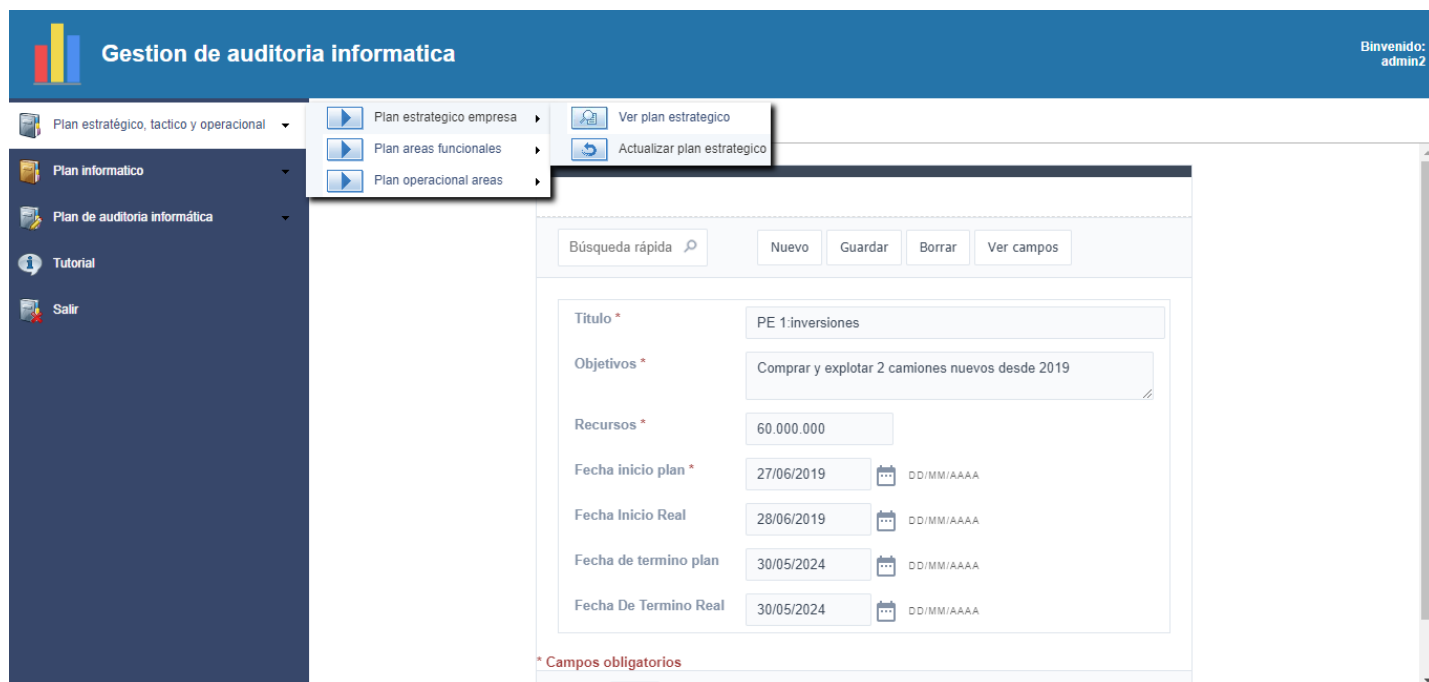 Gestion de auditoria informatica
Binvenido:
admin2
Plan estratégico, tactico y operacional
Plan informatico
Plan de auditoria informática
Tutorial
Salir
Plan estrategico empresa
Plan areas funcionales
Plan operacional areas
Ver plan estrategico
Actualizar plan estrategico
Búsqueda rápida
Nuevo Guardar Borrar Ver campos
Titulo * PE 1:inversiones
Objetivos * Comprar y explotar 2 camiones nuevos desde 2019
Recursos * 60.000.000
Fecha inicio plan * 27/06/2019 DD/MM/AAAA
Fecha Inicio Real 28/06/2019 DD/MM/AAAA
Fecha de termino plan 30/05/2024 DD/MM/AAAA
Fecha De Termino Real 30/05/2024 DD/MM/AAAA
* Campos obligatorios